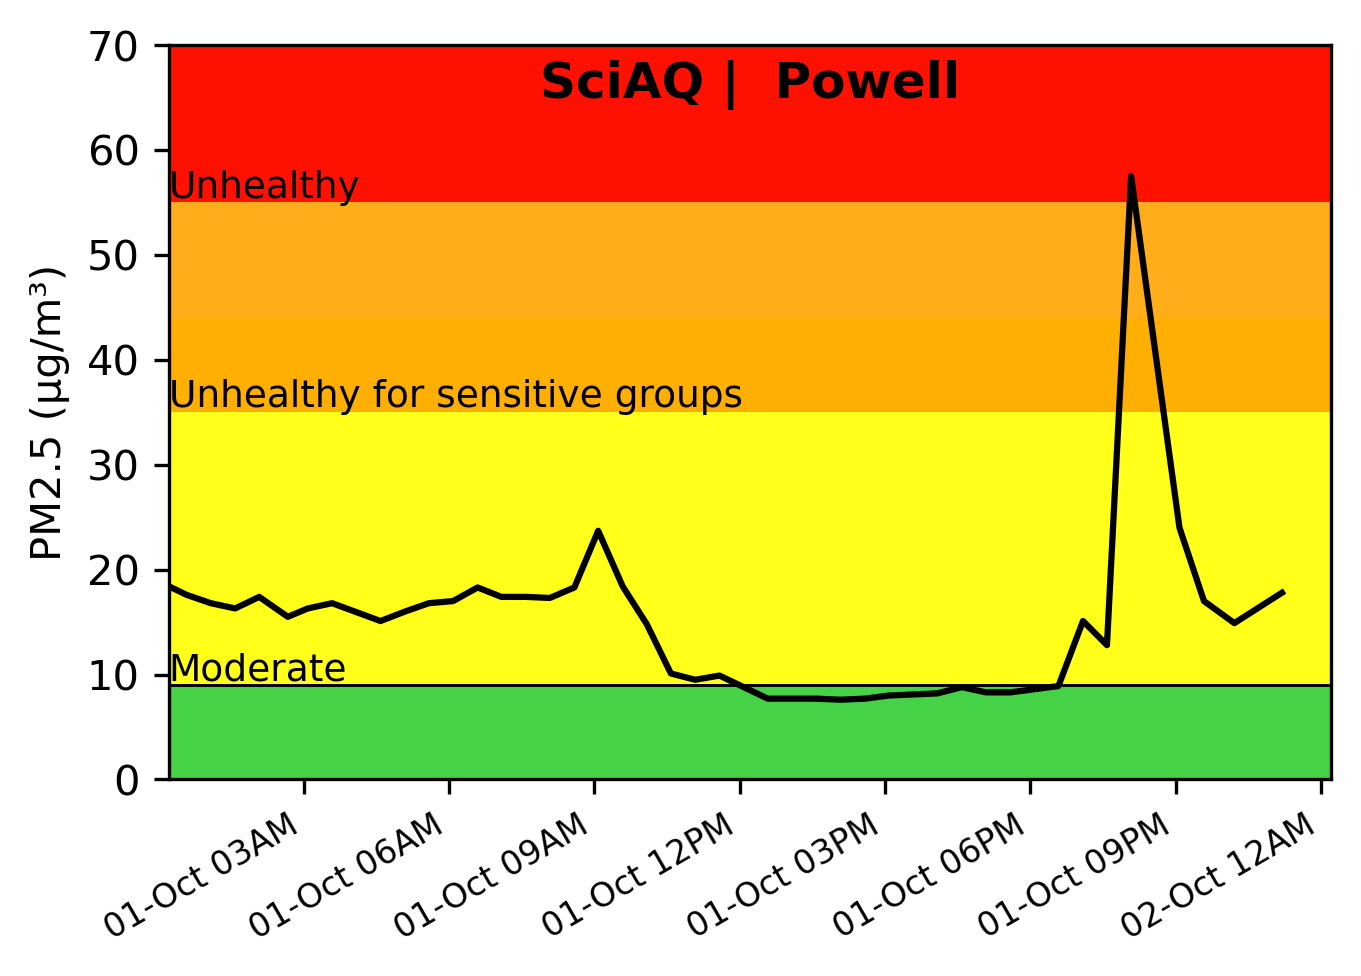 SciAQ |  Powell
PM2.5 (µg/m³)
70
60
50
40
30
20
10
0
Unhealthy
Unhealthy for sensitive groups
Moderate
01-Oct 03AM
01-Oct 06AM
01-Oct 09AM
01-Oct 12PM
01-Oct 03PM
01-Oct 06PM
01-Oct 09PM
02-Oct 12AM